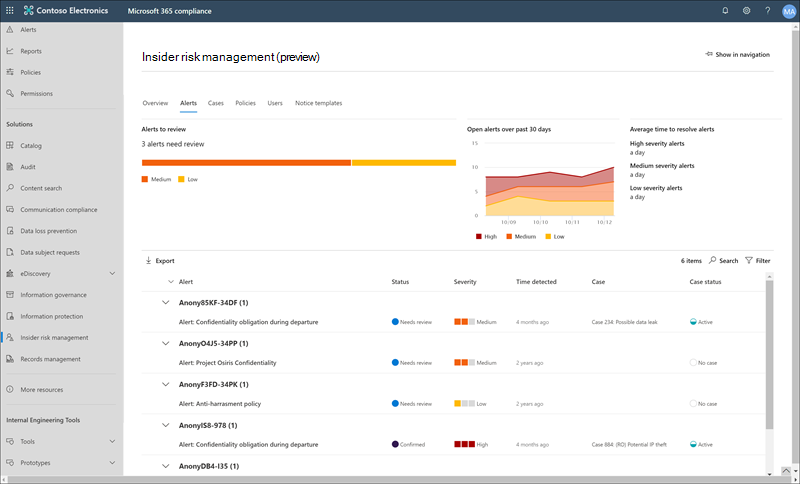 Contoso Electronics
Microsoft 365 compliance
?
MA
Alerts
Reports
Policies
Permissions
Solutions
Catalog
Audit
Content search
Communication compliance
Data loss prevention
Data subject requests
eDiscovery
Information governance
Information protection
Insider risk management
Records management
More resources
Internal Engineering Tools
Tools
Prototypes
Insider risk management (preview)
Show in navigation
Overview Alerts Cases Policies Users Notice templates
Alerts to review
3 alerts need review
Medium Low
Open alerts over past 30 days
15
10
5
0
10/09 10/10 10/11 10/12
High Medium Low
Average time to resolve alerts
High severity alerts
a day
Medium severity alerts
a day
Low severity alerts
a day
Export
6 items Search Filter
Alert Status Severity Time detected Case Case status
Anony85KF-34DF (1)
Alert: Confidentiality obligation during departure Needs review Medium 4 months ago Case 234: Possible data leak Active
AnonyO4J5-34PP (1)
Alert: Project Osiris Confidentiality Needs review Medium 2 years ago No case
AnonyF3FD-34PK (1)
Alert: Anti-harrasment policy Needs review Low 2 years ago No case
AnonyIS8-978 (1)
Alert: Confidentiality obligation during departure Confirmed High 4 months ago Case 884: (RO) Potential IP theft Active
AnonyDB4-I35 (1)